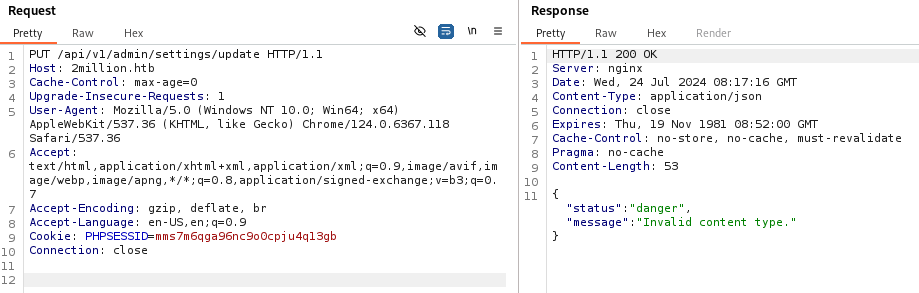 Request
Pretty Raw Hex
\n
1 PUT /api/v1/admin/settings/update HTTP/1.1
2 Host: 2million.htb
3 Cache-Control: max-age=0
4 Upgrade-Insecure-Requests: 1
5 User-Agent: Mozilla/5.0 (Windows NT 10.0; Win64; x64)
AppleWebKit/537.36 (KHTML, like Gecko) Chrome/124.0.6367.118
Safari/537.36
6 Accept:
text/html,application/xhtml+xml,application/xml;q=0.9,image/avif,im
age/webp,image/apng,*/*;q=0.8,application/signed-exchange;v=b3;q=0.
7
7 Accept-Encoding: gzip, deflate, br
8 Accept-Language: en-US,en;q=0.9
9 Cookie: PHPSESSID=mms7m6qga96nc9o0cpju4q13gb
10 Connection: close
11
12
Response
Pretty Raw Hex Render
1 HTTP/1.1 200 OK
2 Server: nginx
3 Date: Wed, 24 Jul 2024 08:17:16 GMT
4 Content-Type: application/json
5 Connection: close
6 Expires: Thu, 19 Nov 1981 08:52:00 GMT
7 Cache-Control: no-store, no-cache, must-revalidate
8 Pragma: no-cache
9 Content-Length: 53
10
11 {
"status":"danger",
"message":"Invalid content type."
}